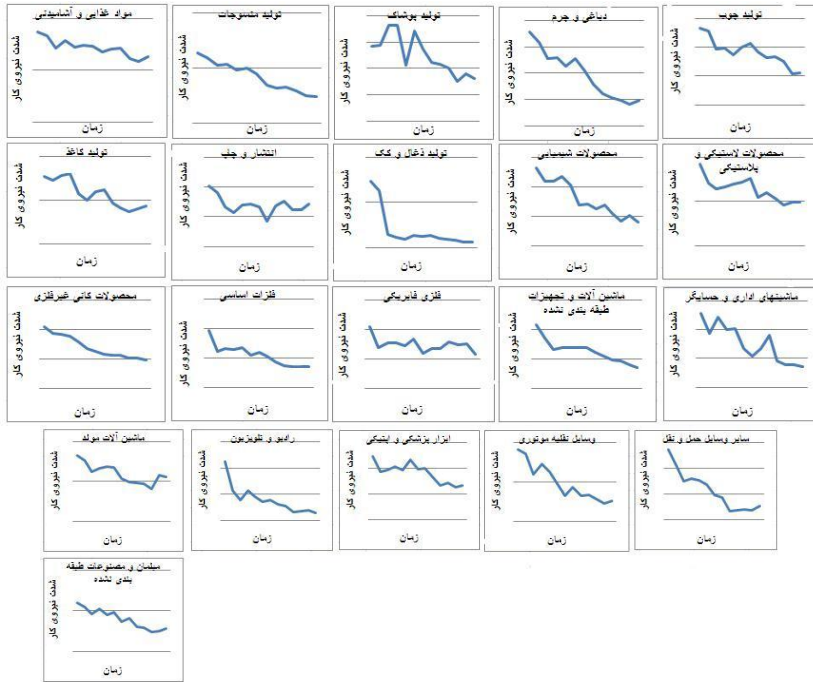 مواد غذایی و آشامیدنی
شدت نیروی کار
زمان
تولید منسوجات
شدت نیروی کار
زمان
تولید پوشاک
شدت نیروی کار
زمان
دباغی و چرم
شدت نیروی کار
زمان
تولید چوب
شدت نیروی کار
زمان
تولید کاغذ
شدت نیروی کار
زمان
انتشار و چاپ
شدت نیروی کار
زمان
تولید ذغال و کک
شدت نیروی کار
زمان
محصولات شیمیایی
شدت نیروی کار
زمان
محصولات لاستیکی و
پلاستیکی
شدت نیروی کار
زمان
محصولات کانی غیرفلزی
شدت نیروی کار
زمان
فلزات اساسی
شدت نیروی کار
زمان
فلزی فابریکی
شدت نیروی کار
زمان
ماشین آلات و تجهیزات
طبقه بندی نشده
شدت نیروی کار
زمان
ماشینهای اداری و حسابگر
شدت نیروی کار
زمان
ماشین آلات مولد
شدت نیروی کار
زمان
رادیو و تلویزیون
شدت نیروی کار
زمان
ابزار پزشکی و اپتیکی
شدت نیروی کار
زمان
وسایل نقلیه موتوری
شدت نیروی کار
زمان
سایر وسایل حمل و نقل
شدت نیروی کار
زمان
مبلمان و مصنوعات طبقه
بندی نشده
شدت نیروی کار
زمان